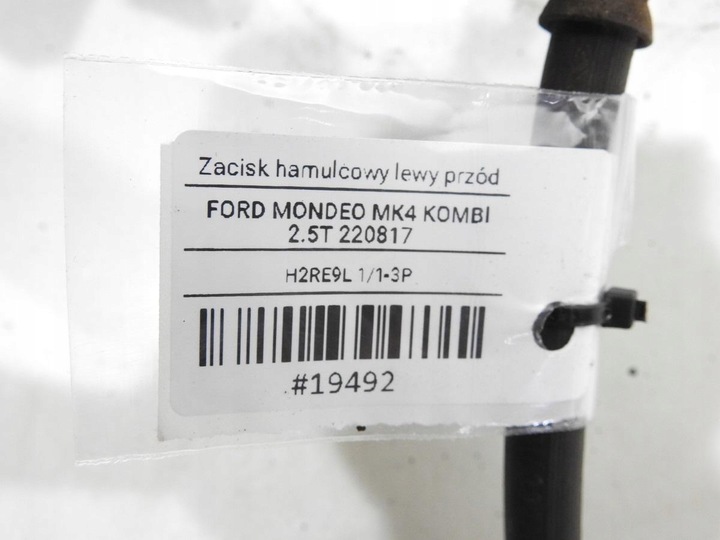 Zacisk hamulcowy lewy przód
FORD MONDEO MK4 KOMBI
2.5T 220817
H2RE9L 1/1-3P
#19492